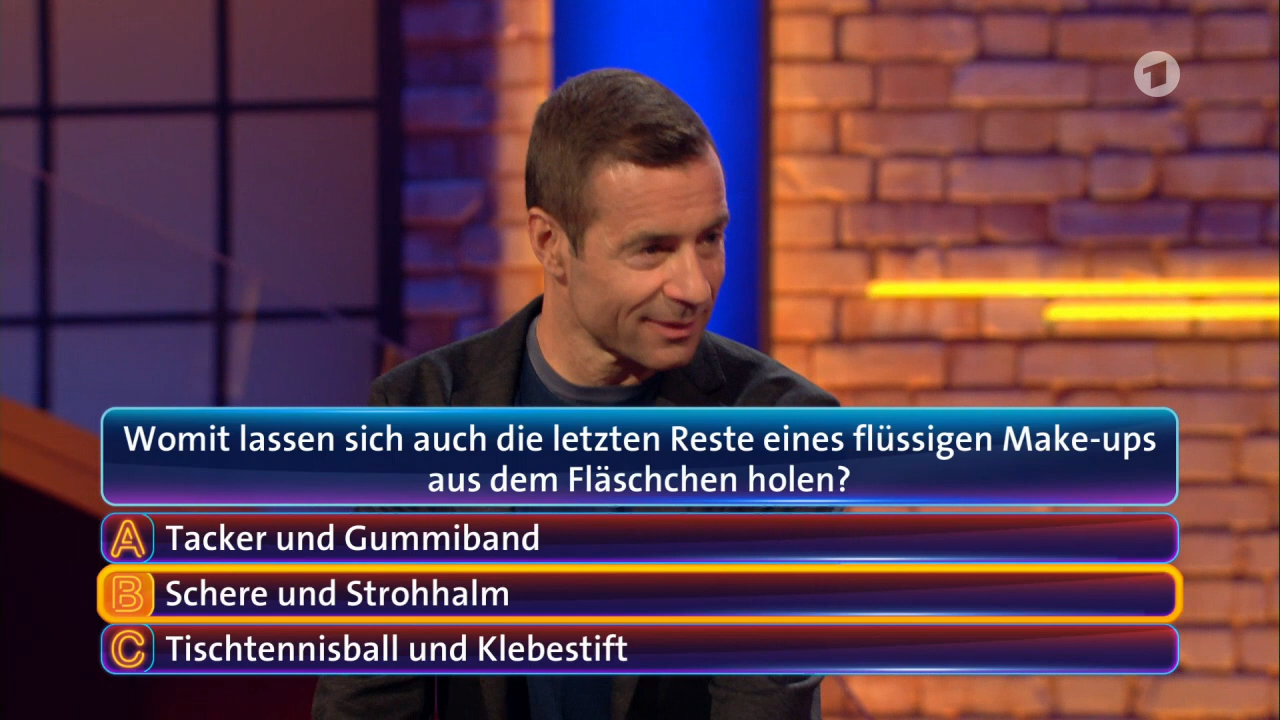 1
Womit lassen sich auch die letzten Reste eines flüssigen Make-ups
aus dem Fläschchen holen?
A Tacker und Gummiband
B Schere und Strohhalm
C Tischtennisball und Klebestift